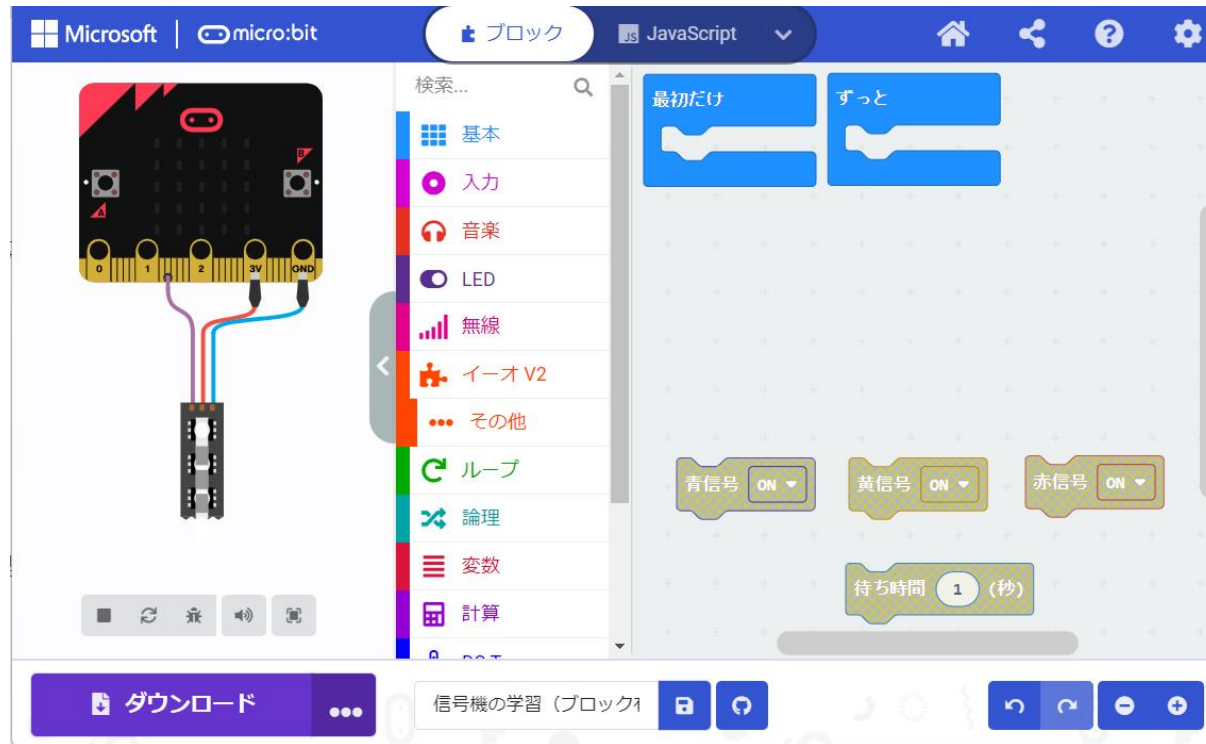 Microsoft
micro:bit
ブロック
JS JavaScript
検索...
最初だけ
ずっと
基本
入力
音楽
LED
無線
イーオ V2
その他
ループ
論理
変数
計算
B
A
0
1
2
3V
GND
青信号 ON
黄信号 ON
赤信号 ON
待ち時間 1 (秒)
ダウンロード
信号機の学習（ブロック